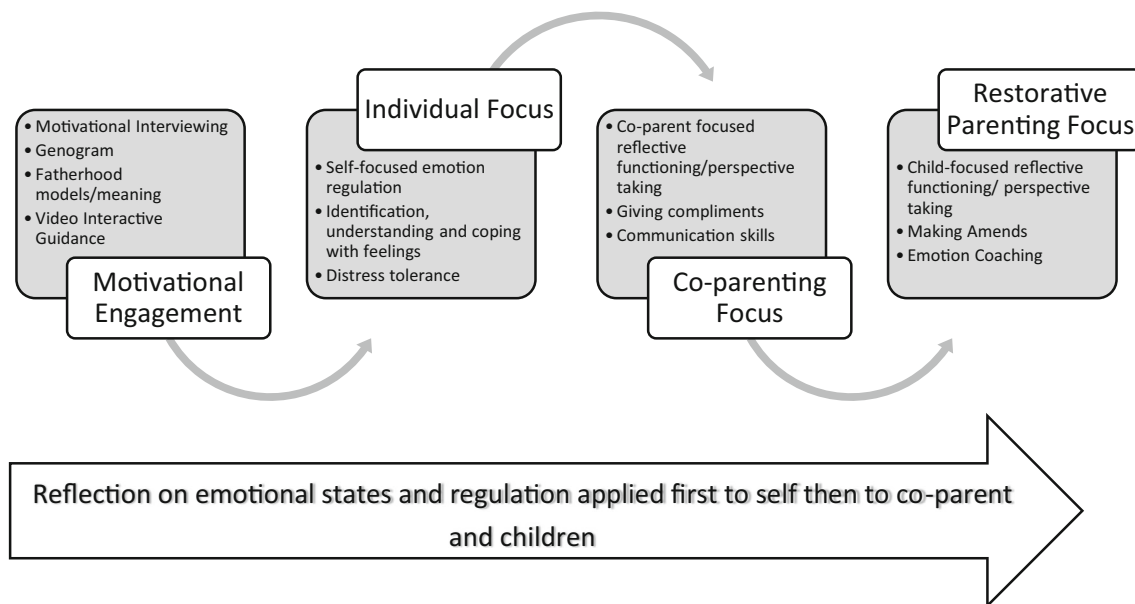 • Motivational Interviewing
• Genogram
• Fatherhood
models/meaning
• Video Interactive
Guidance
Motivational
Engagement
Individual Focus
• Self-focused emotion
regulation
• Identification,
understanding and coping
with feelings
• Distress tolerance
• Co-parent focused
reflective
functioning/perspective
taking
• Giving compliments
• Communication skills
Co-parenting
Focus
Restorative
Parenting Focus
• Child-focused reflective
functioning/ perspective
taking
• Making Amends
• Emotion Coaching
Reflection on emotional states and regulation applied first to self then to co-parent
and children